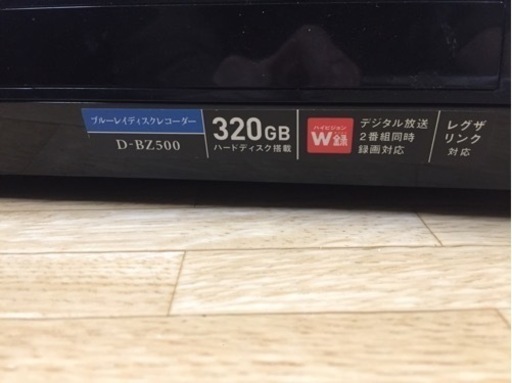 ブルーレイディスクレコーダー
D-BZ500
320GB
ハードディスク搭載
ハイビジョン
W録
デジタル放送
2番組同時
録画対応
レグザ
リンク
対応